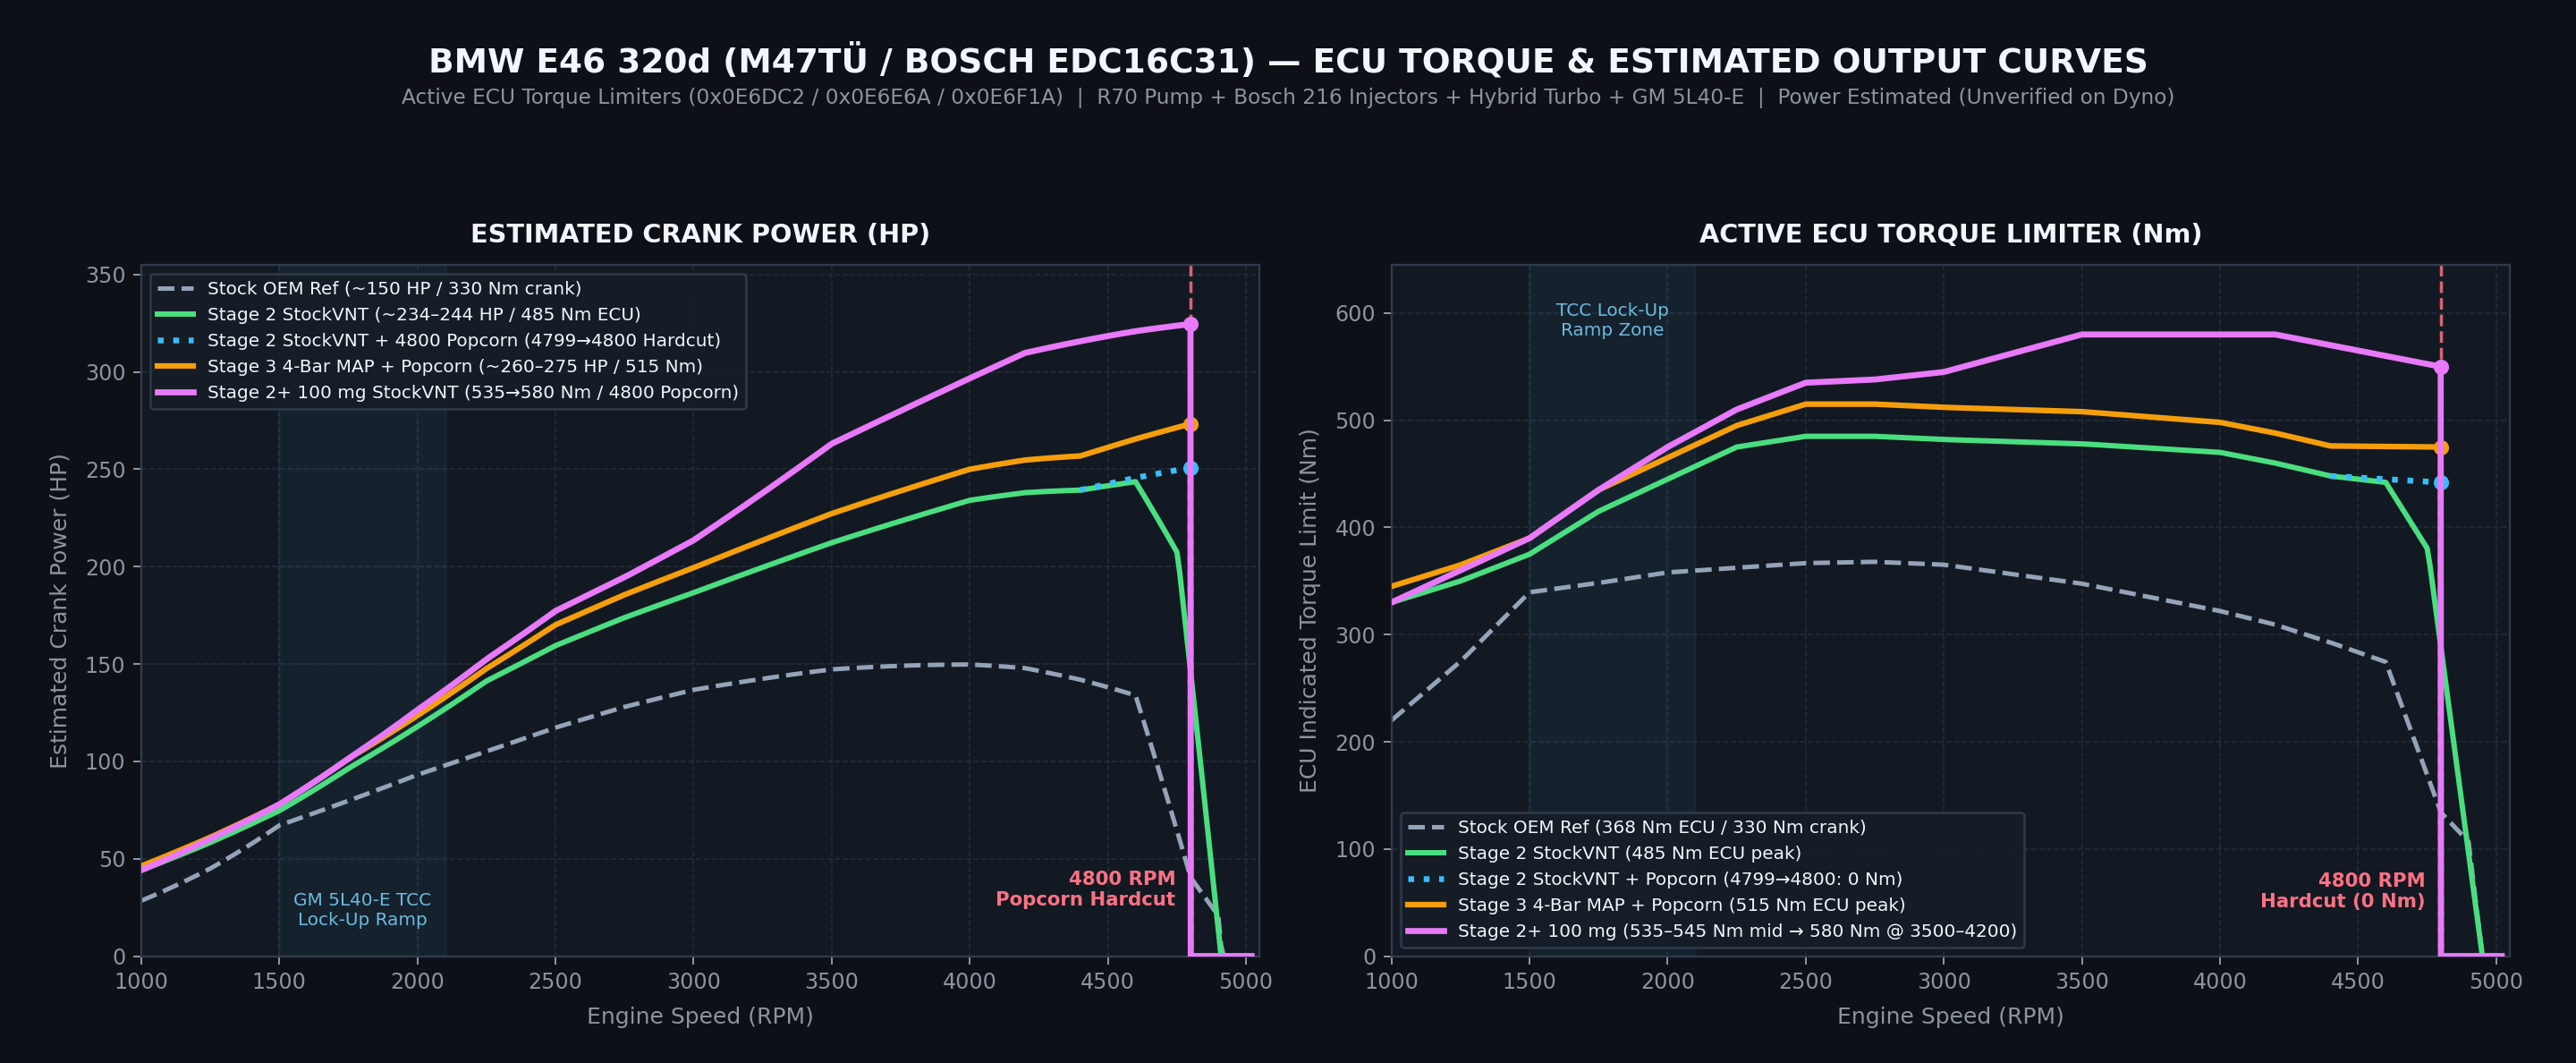 BMW E46 320d (M47TÜ / BOSCH EDC16C31) — ECU TORQUE & ESTIMATED OUTPUT CURVES
Active ECU Torque Limiters (0x0E6DC2 / 0x0E6E6A / 0x0E6F1A) | R70 Pump + Bosch 216 Injectors + Hybrid Turbo + GM 5L40-E | Power Estimated (Unverified on Dyno)
ESTIMATED CRANK POWER (HP)
Estimated Crank Power (HP)
350
300
250
200
150
100
50
0
Stock OEM Ref (~150 HP / 330 Nm crank)
Stage 2 StockVNT (~234–244 HP / 485 Nm ECU)
Stage 2 StockVNT + 4800 Popcorn (4799→4800 Hardcut)
Stage 3 4-Bar MAP + Popcorn (~260–275 HP / 515 Nm)
Stage 2+ 100 mg StockVNT (535→580 Nm / 4800 Popcorn)
GM 5L40-E TCC
Lock-Up Ramp
4800 RPM
Popcorn Hardcut
1000 1500 2000 2500 3000 3500 4000 4500 5000
Engine Speed (RPM)
ACTIVE ECU TORQUE LIMITER (Nm)
ECU Indicated Torque Limit (Nm)
600
500
400
300
200
100
0
TCC Lock-Up
Ramp Zone
Stock OEM Ref (368 Nm ECU / 330 Nm crank)
Stage 2 StockVNT (485 Nm ECU peak)
Stage 2 StockVNT + Popcorn (4799→4800: 0 Nm)
Stage 3 4-Bar MAP + Popcorn (515 Nm ECU peak)
Stage 2+ 100 mg (535–545 Nm mid → 580 Nm @ 3500–4200)
4800 RPM
Hardcut (0 Nm)
1000 1500 2000 2500 3000 3500 4000 4500 5000
Engine Speed (RPM)